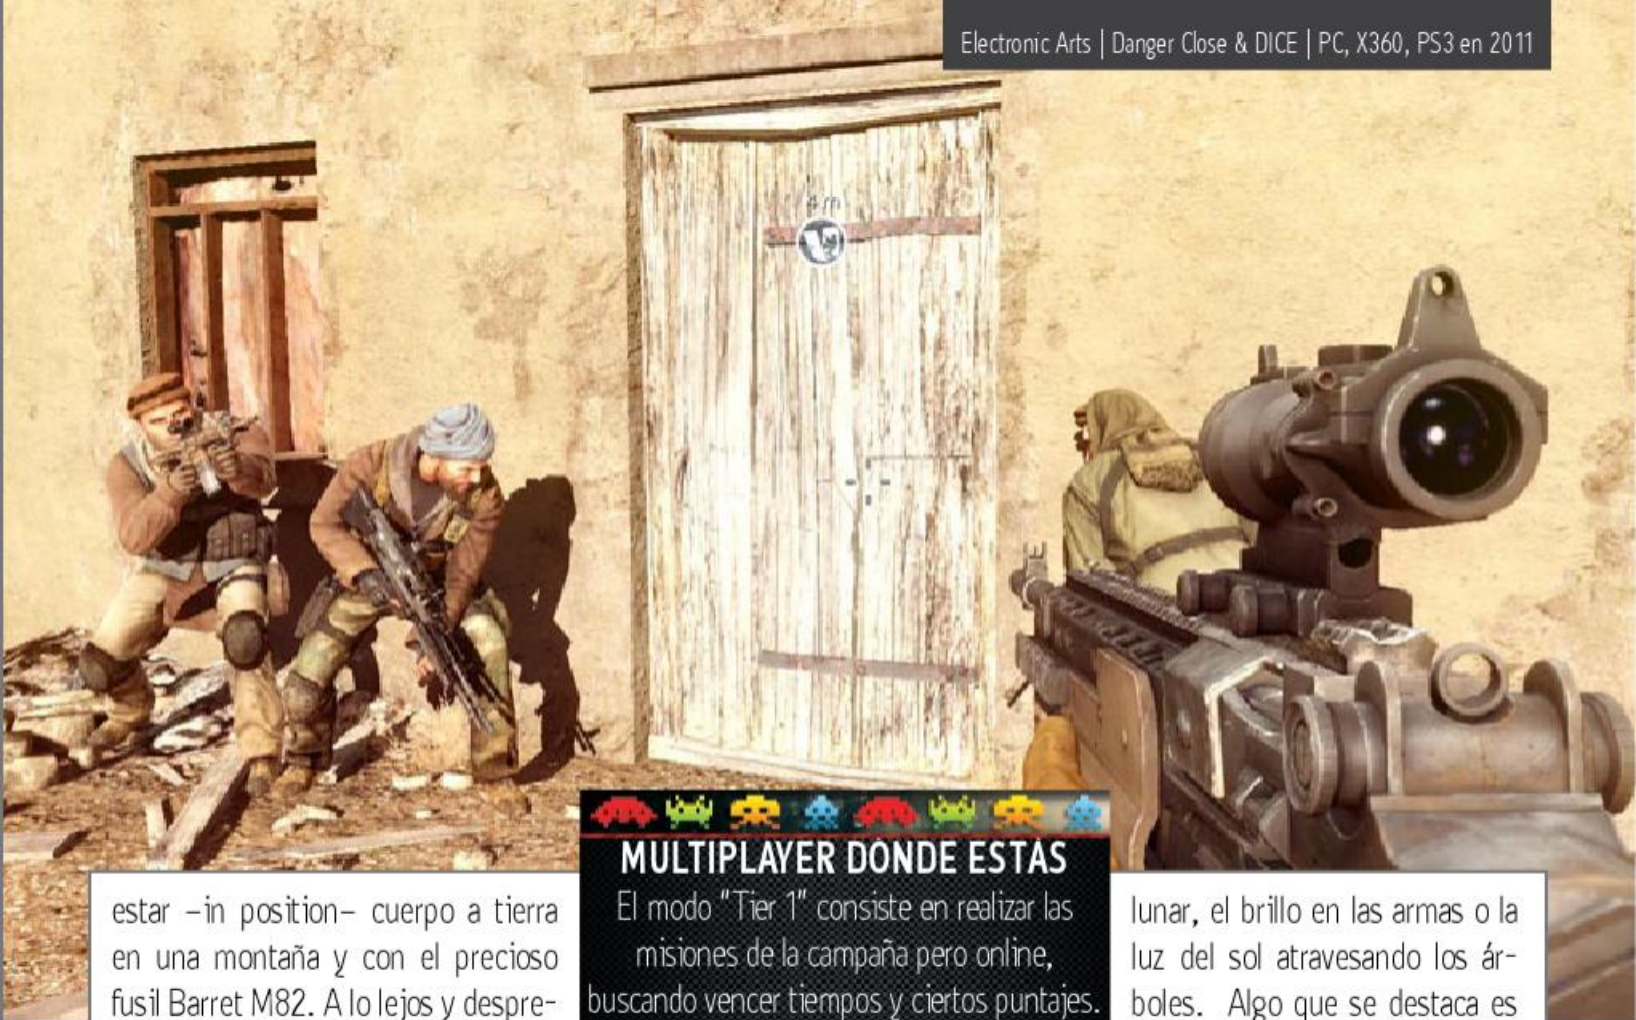 Electronic Arts | Danger Close & DICE | PC, X360, PS3 en 2011
4m
estar –in position– cuerpo a tierra
en una montaña y con el precioso
fusil Barret M82. A lo lejos y despre-
MULTIPLAYER DÓNDE ESTÁS
El modo "Tier 1" consiste en realizar las
misiones de la campaña pero online,
buscando vencer tiempos y ciertos puntajes.
lunar, el brillo en las armas o la
luz del sol atravesando los ár-
boles. Algo que se destaca es